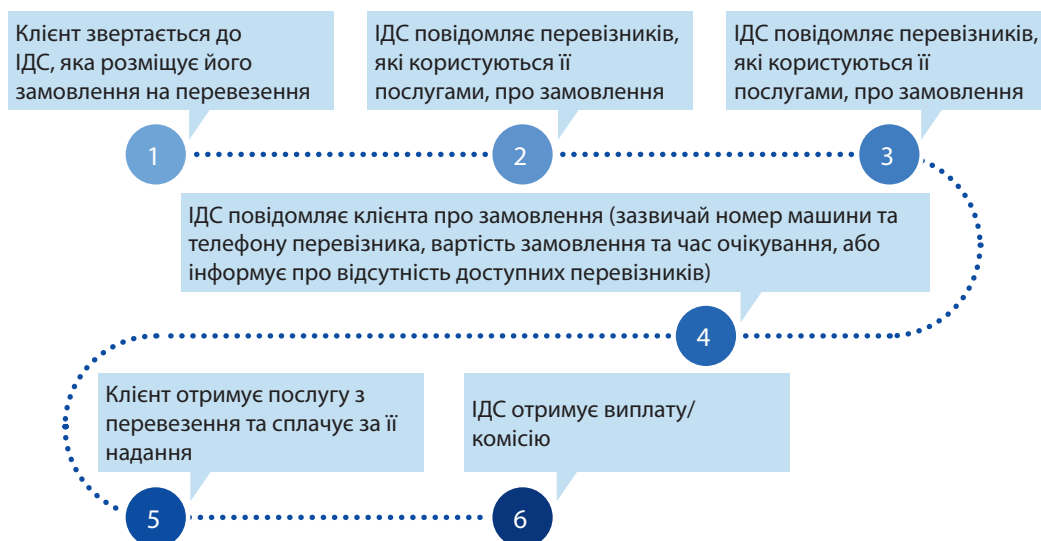 Клієнт звертається до
ІДС, яка розміщує його
замовлення на перевезення
ІДС повідомляє перевізників,
які користуються її
послугами, про замовлення
ІДС повідомляє перевізників,
які користуються її
послугами, про замовлення
1
2
3
ІДС повідомляє клієнта про замовлення (зазвичай номер машини та
телефону перевізника, вартість замовлення та час очікування, або
інформує про відсутність доступних перевізників)
4
Клієнт отримує послугу з
перевезення та сплачує за її
надання
ІДС отримує виплату/
комісію
5
6